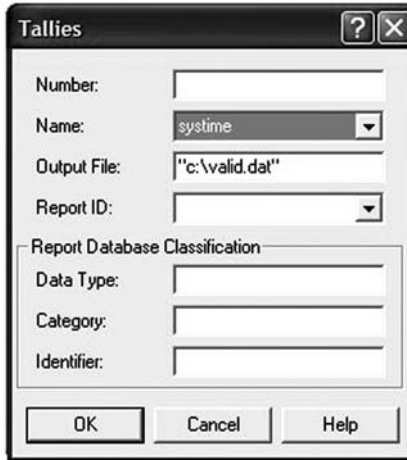 Tallies
Number:
Name: systime
Output File: "c:\valid.dat"
Report ID:
Report Database Classification
Data Type:
Category:
Identifier:
OK Cancel Help